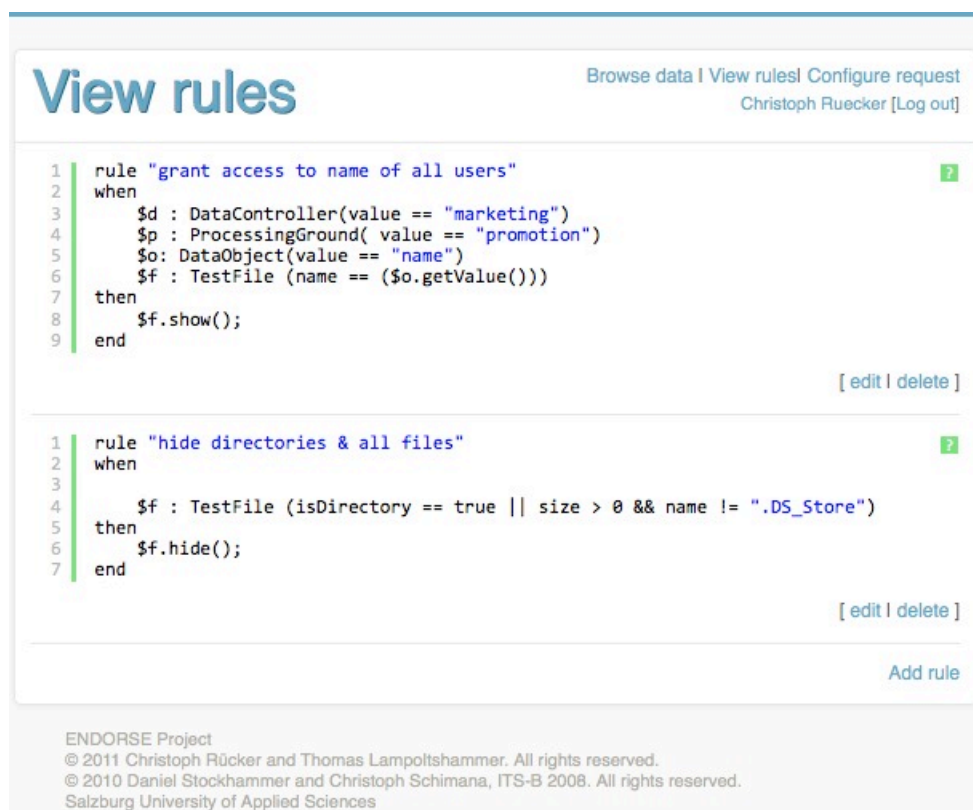 View rules
Browse data | View rules| Configure request
Christoph Ruecker [Log out]
1 rule "grant access to name of all users"
?
2 when
3 $d : DataController(value == "marketing")
4 $p : ProcessingGround( value == "promotion")
5 $o: DataObject(value == "name")
6 $f : TestFile (name == ($o.getValue()))
7 then
8 $f.show();
9 end
[ edit | delete ]
1 rule "hide directories & all files"
?
2 when
3
4 $f : TestFile (isDirectory == true || size > 0 && name != ".DS_Store")
5 then
6 $f.hide();
7 end
[ edit | delete ]
Add rule
ENDORSE Project
© 2011 Christoph Rücker and Thomas Lampoltshammer. All rights reserved.
© 2010 Daniel Stockhammer and Christoph Schimana, ITS-B 2008. All rights reserved.
Salzburg University of Applied Sciences